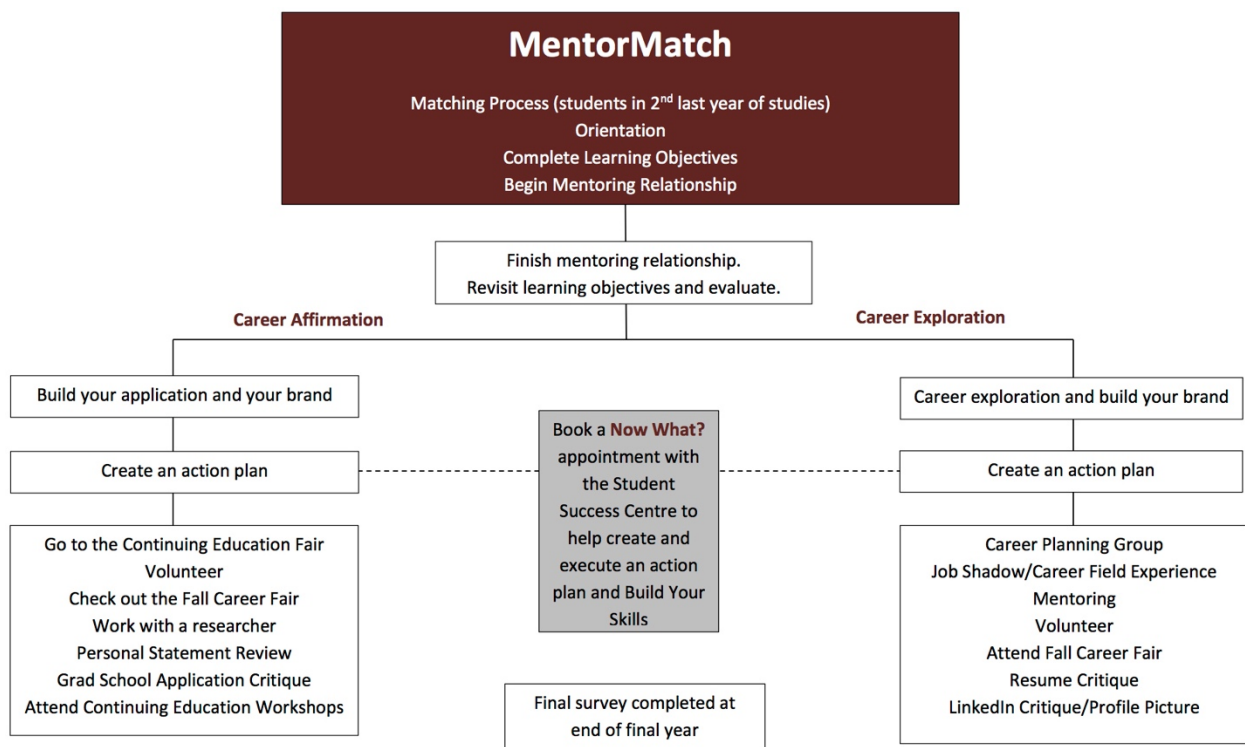 MentorMatch
Matching Process (students in 2nd last year of studies)
Orientation
Complete Learning Objectives
Begin Mentoring Relationship
Finish mentoring relationship.
Revisit learning objectives and evaluate.
Career Affirmation
Career Exploration
Build your application and your brand
Career exploration and build your brand
Create an action plan
Book a Now What?
appointment with
the Student
Success Centre to
help create and
execute an action
plan and Build Your
Skills
Create an action plan
Go to the Continuing Education Fair
Volunteer
Check out the Fall Career Fair
Work with a researcher
Personal Statement Review
Grad School Application Critique
Attend Continuing Education Workshops
Career Planning Group
Job Shadow/Career Field Experience
Mentoring
Volunteer
Attend Fall Career Fair
Resume Critique
LinkedIn Critique/Profile Picture
Final survey completed at
end of final year